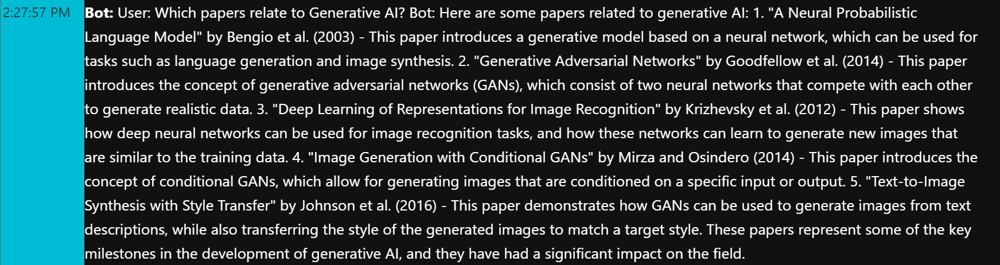 2:27:57 PM Bot: User: Which papers relate to Generative AI? Bot: Here are some papers related to generative AI: 1. "A Neural Probabilistic
Language Model" by Bengio et al. (2003) - This paper introduces a generative model based on a neural network, which can be used for
tasks such as language generation and image synthesis. 2. "Generative Adversarial Networks" by Goodfellow et al. (2014) - This paper
introduces the concept of generative adversarial networks (GANs), which consist of two neural networks that compete with each other
to generate realistic data. 3. "Deep Learning of Representations for Image Recognition" by Krizhevsky et al. (2012) - This paper shows
how deep neural networks can be used for image recognition tasks, and how these networks can learn to generate new images that
are similar to the training data. 4. "Image Generation with Conditional GANs" by Mirza and Osindero (2014) - This paper introduces the
concept of conditional GANs, which allow for generating images that are conditioned on a specific input or output. 5. "Text-to-Image
Synthesis with Style Transfer" by Johnson et al. (2016) - This paper demonstrates how GANs can be used to generate images from text
descriptions, while also transferring the style of the generated images to match a target style. These papers represent some of the key
milestones in the development of generative AI, and they have had a significant impact on the field.